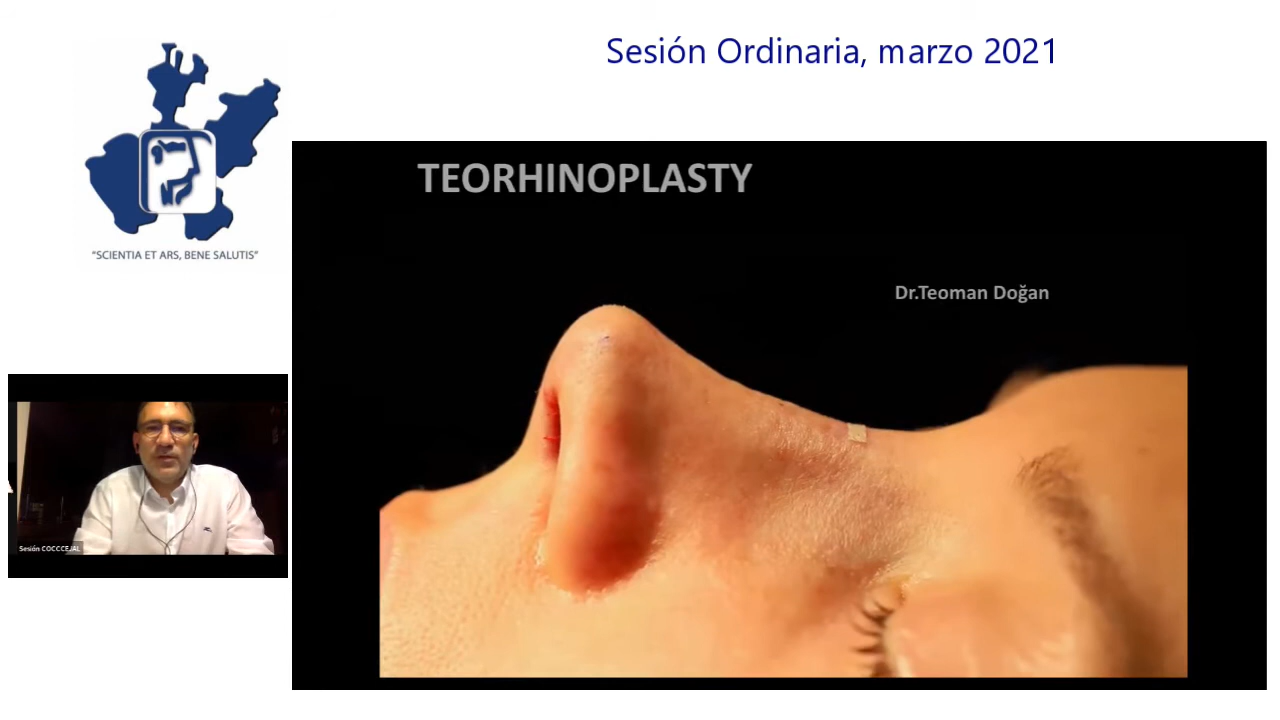 Sesión Ordinaria, marzo 2021
"SCIENTIA ET ARS, BENE SALUTIS"
TEORHINOPLASTY
Dr.Teoman Doğan
Sesión COCCCEJAL